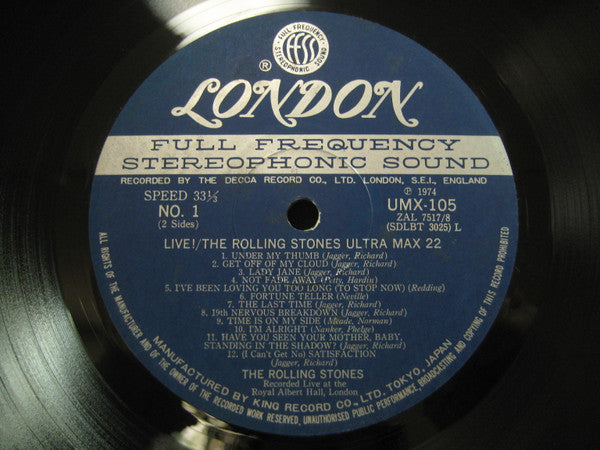 FULL FREQUENCY
ffss
STEREOPHONIC SOUND
®
LONDON
FULL FREQUENCY
STEREOPHONIC SOUND
RECORDED BY THE DECCA RECORD CO., LTD. LONDON, S.E.I., ENGLAND
SPEED 33⅓
℗ 1974
NO. 1
UMX-105
(2 Sides)
ZAL 7517/8
(SDLBT 3025) L
LIVE!/THE ROLLING STONES ULTRA MAX 22
1. UNDER MY THUMB (Jagger, Richard)
2. GET OFF OF MY CLOUD (Jagger, Richard)
3. LADY JANE (Jagger, Richard)
4. NOT FADE AWAY (Petty, Hardin)
5. I'VE BEEN LOVING YOU TOO LONG (TO STOP NOW) (Redding)
6. FORTUNE TELLER (Neville)
7. THE LAST TIME (Jagger, Richard)
8. 19th NERVOUS BREAKDOWN (Jagger, Richard)
9. TIME IS ON MY SIDE (Meade, Norman)
10. I'M ALRIGHT (Nanker, Phelge)
11. HAVE YOU SEEN YOUR MOTHER, BABY,
STANDING IN THE SHADOW? (Jagger, Richard)
12. (I Can't Get No) SATISFACTION
(Jagger, Richard)
THE ROLLING STONES
Recorded Live at the
Royal Albert Hall, London
MANUFACTURED BY KING RECORD CO., LTD. TOKYO, JAPAN
ALL RIGHTS OF THE MANUFACTURER AND OF THE OWNER OF THE RECORDED WORK RESERVED, UNAUTHORISED PUBLIC PERFORMANCE, BROADCASTING AND COPYING OF THIS RECORD PROHIBITED